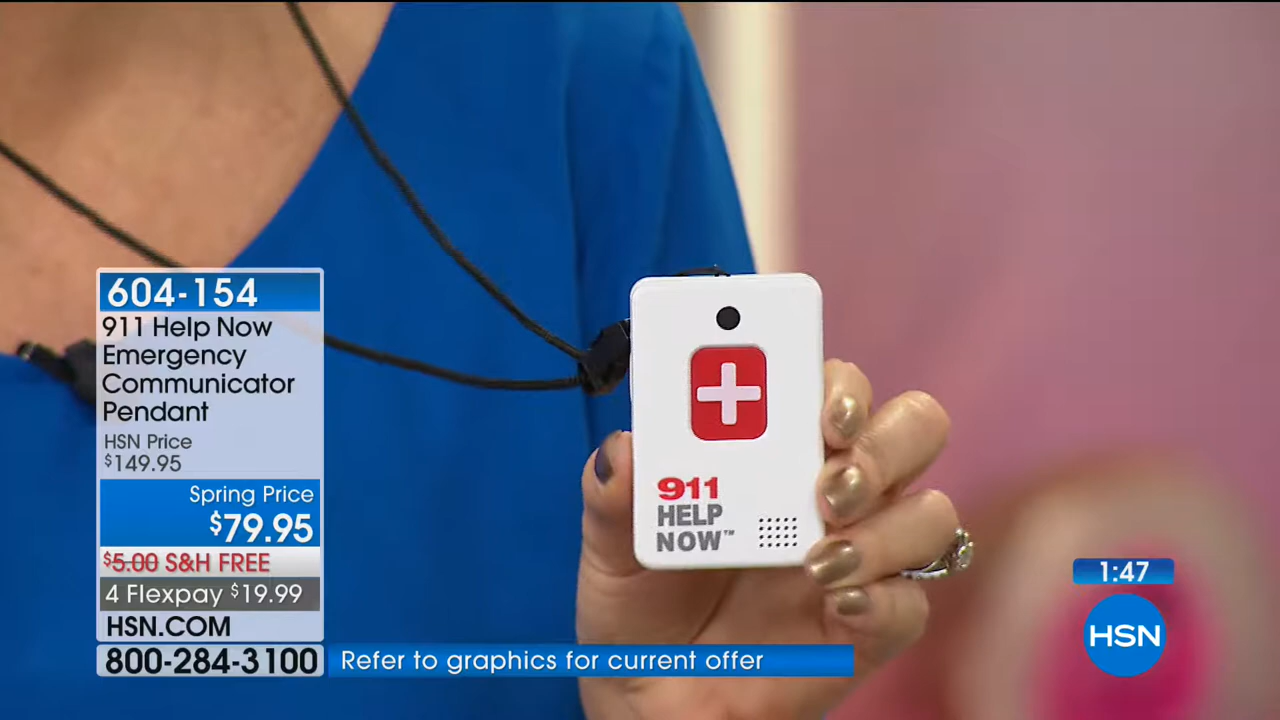 604-154
911 Help Now
Emergency
Communicator
Pendant
HSN Price
$149.95
Spring Price
$79.95
$5.00 S&H FREE
4 Flexpay $19.99
HSN.COM
800-284-3100
Refer to graphics for current offer
911
HELP
NOW™
1:47
HSN